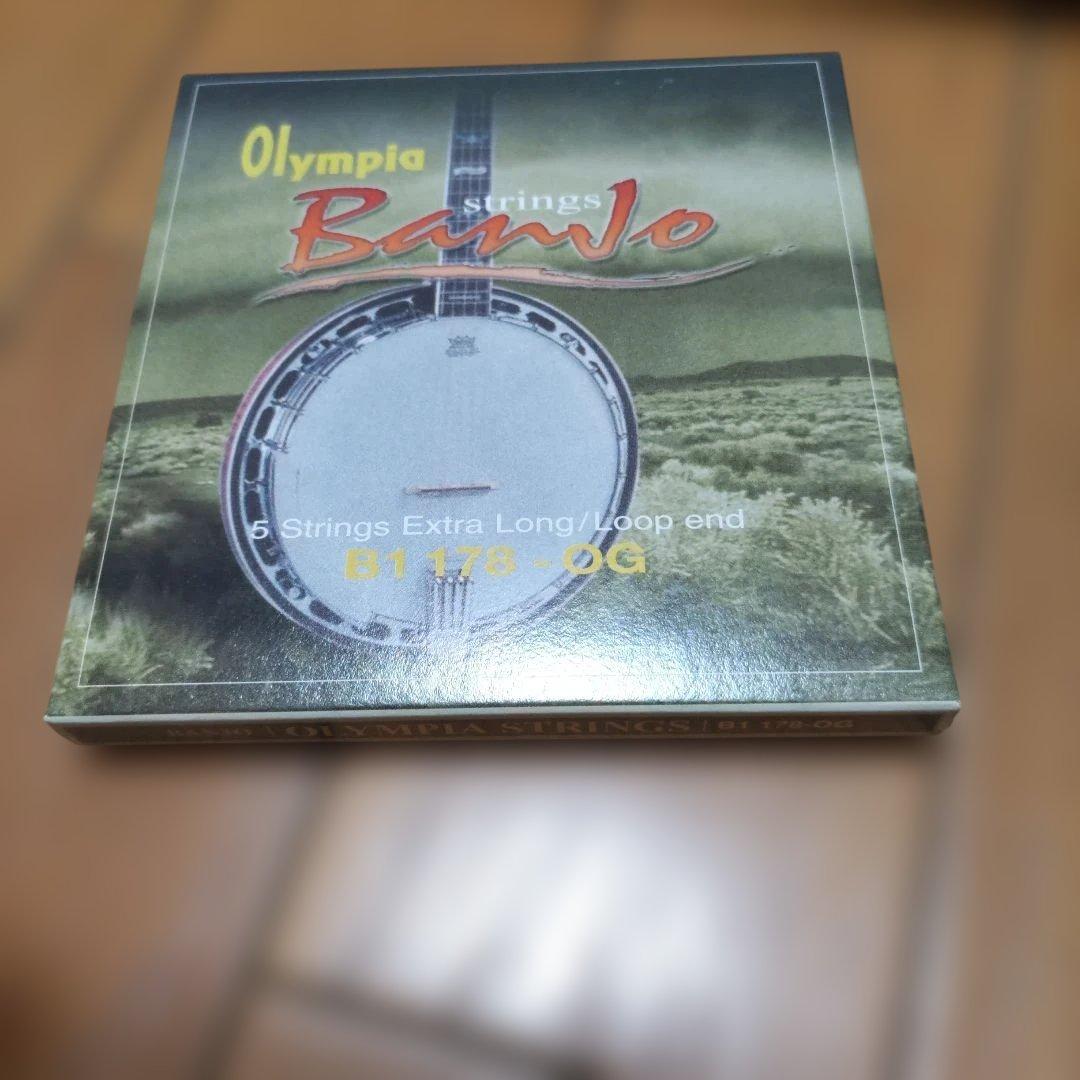 Olympia
strings
BanJo
5 Strings Extra Long/Loop end
B1 178 - OG
BANJO | OLYMPIA STRINGS | B1 178-OG